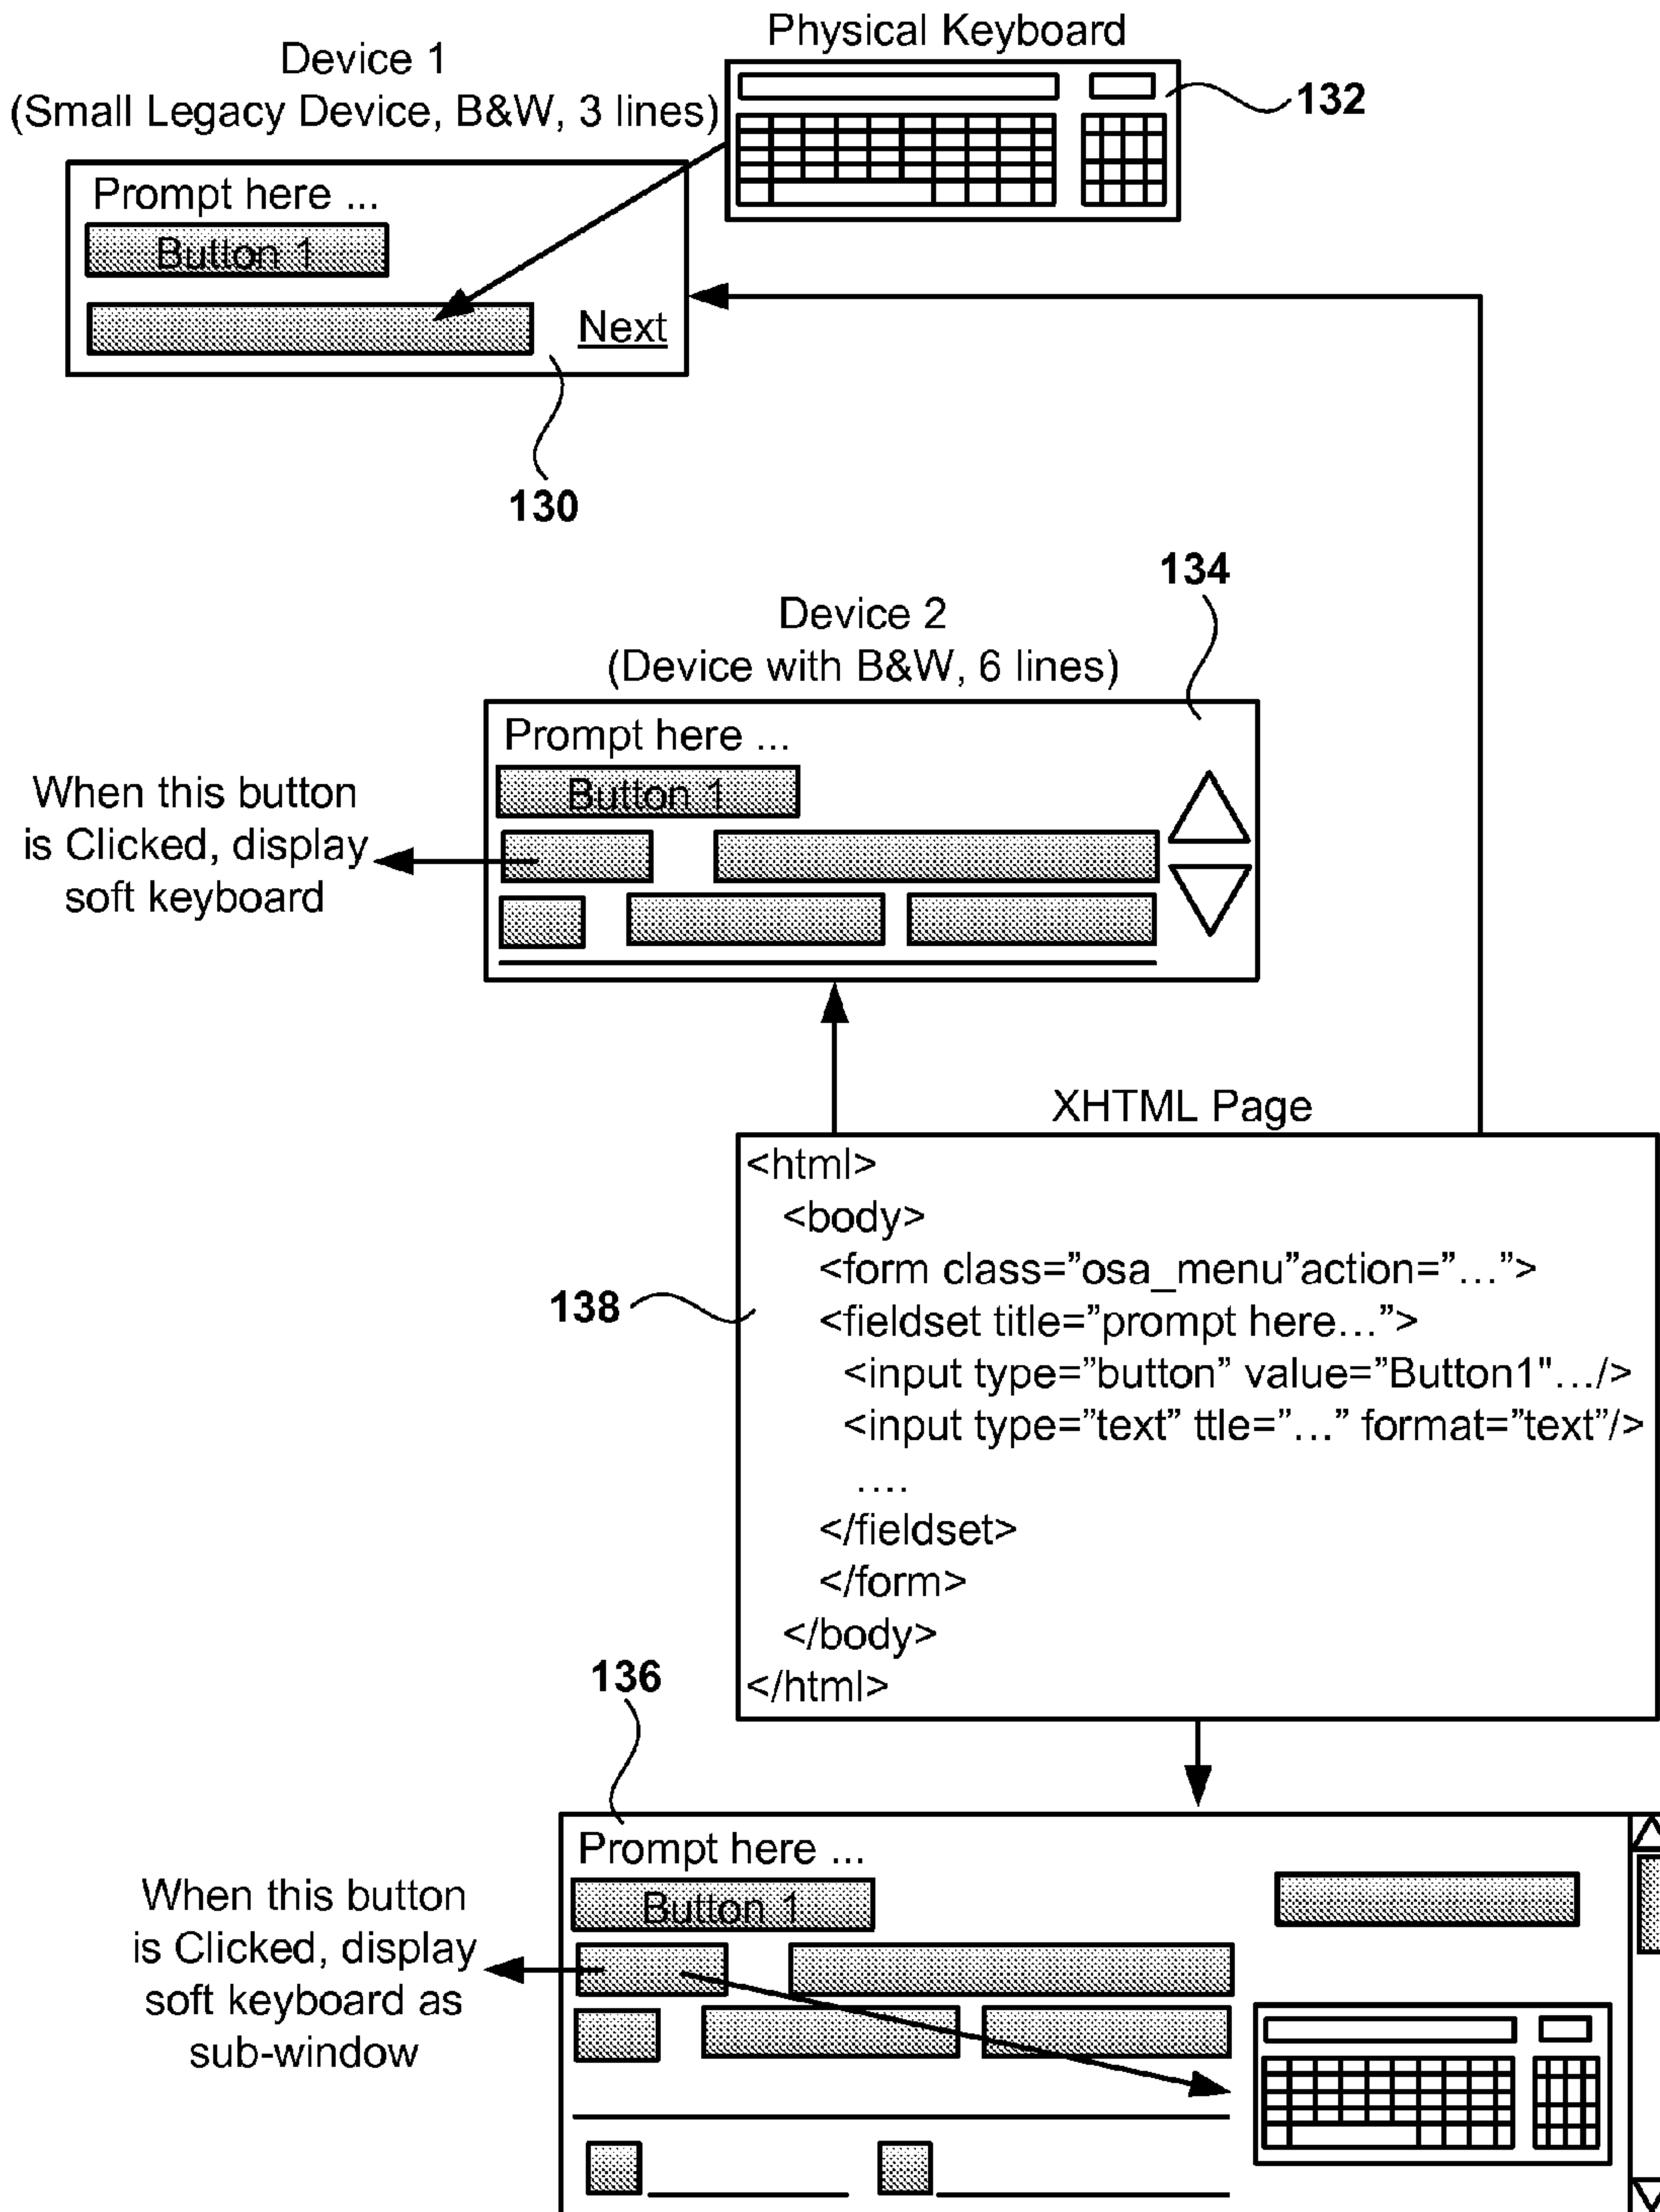 Physical Keyboard
132
Device 1
(Small Legacy Device, B&W, 3 lines)
Prompt here ...
Button 1
Next
130
134
Device 2
(Device with B&W, 6 lines)
Prompt here ...
Button 1
When this button
is Clicked, display
soft keyboard
XHTML Page
<html>
<body>
<form class=”osa_menu”action=”…”>
<fieldset title=”prompt here…”>
<input type=”button” value=”Button1"…/>
<input type=”text” ttle=”…” format=”text”/>
….
</fieldset>
</form>
</body>
</html>
138
136
Prompt here ...
Button 1
When this button
is Clicked, display
soft keyboard as
sub-window